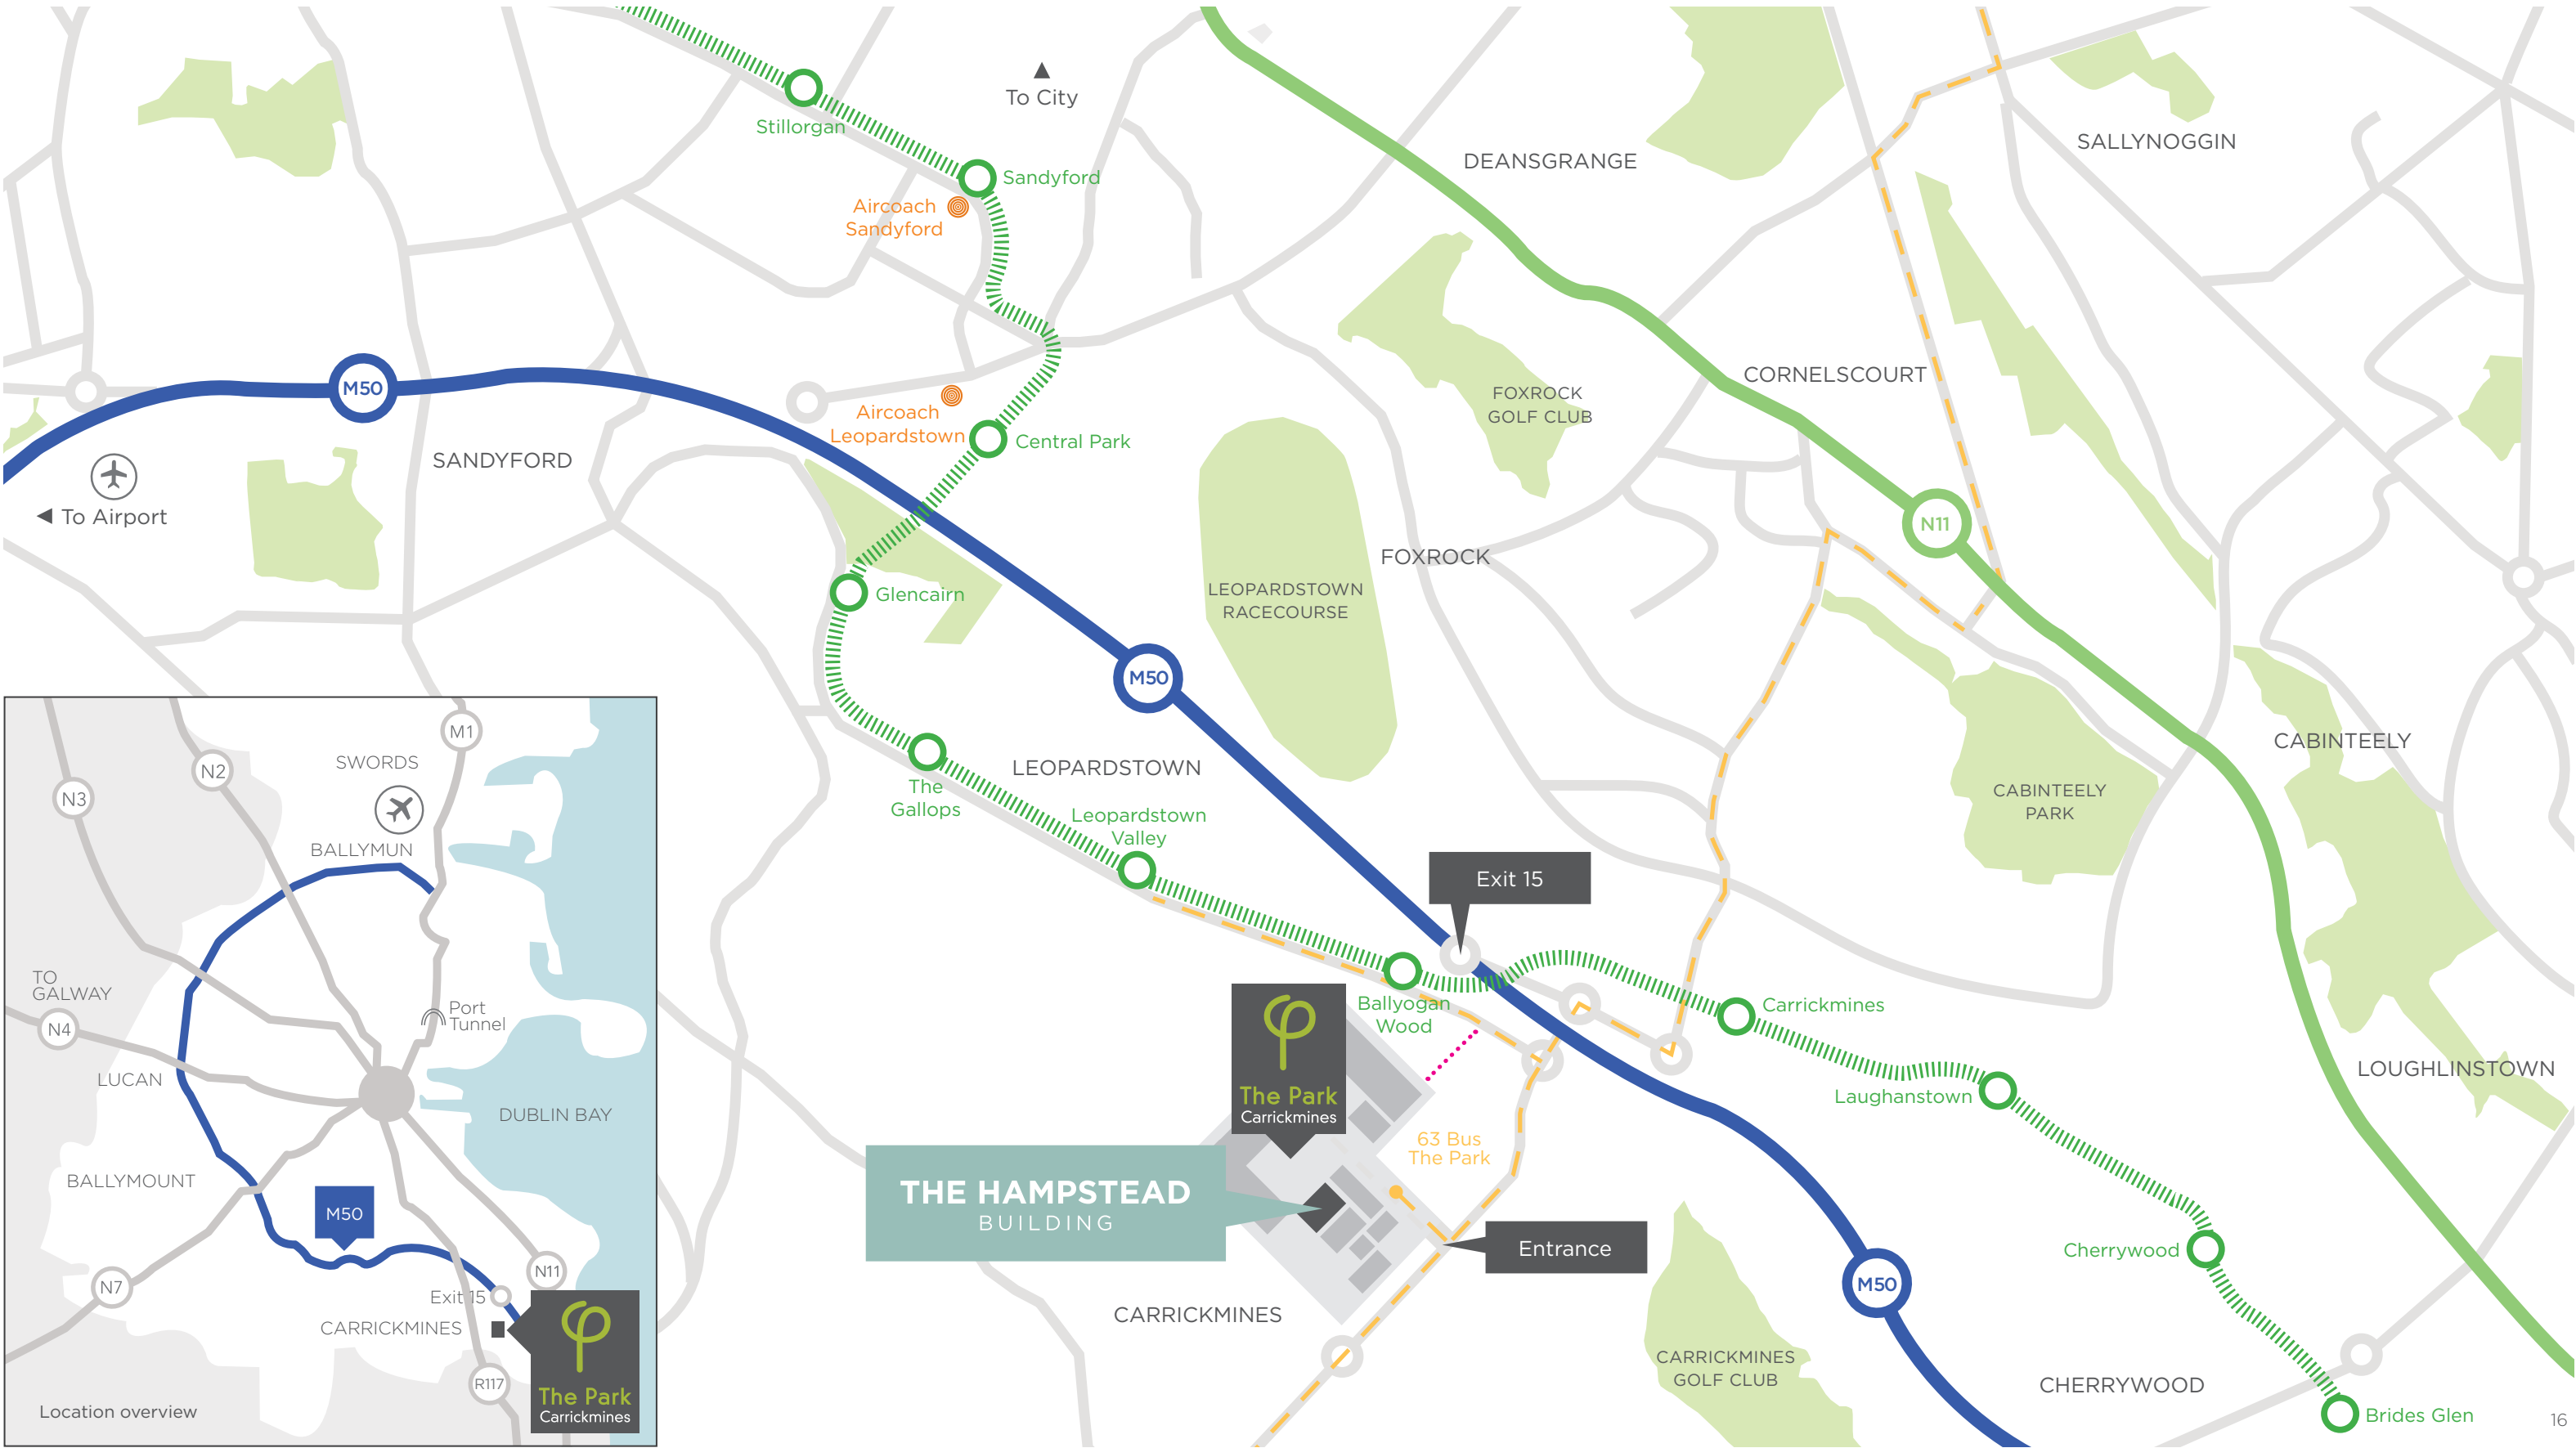 To City
Stillorgan
Sandyford
Aircoach
Sandyford
DEANSGRANGE
SALLYNOGGIN
M50
Aircoach
Leopardstown
Central Park
CORNELSCOURT
FOXROCK
GOLF CLUB
SANDYFORD
To Airport
N11
FOXROCK
LEOPARDSTOWN
RACECOURSE
Glencairn
M50
LEOPARDSTOWN
The
Gallops
Leopardstown
Valley
CABINTEELY
CABINTEELY
PARK
Exit 15
Ballyogan
Wood
Carrickmines
Laughanstown
LOUGHLINSTOWN
The Park
Carrickmines
63 Bus
The Park
THE HAMPSTEAD
BUILDING
Entrance
Cherrywood
M50
CARRICKMINES
CARRICKMINES
GOLF CLUB
CHERRYWOOD
Brides Glen
16
M1
SWORDS
N2
N3
BALLYMUN
TO
GALWAY
Port
Tunnel
N4
LUCAN
DUBLIN BAY
BALLYMOUNT
M50
N11
N7
Exit 15
CARRICKMINES
R117
The Park
Carrickmines
Location overview